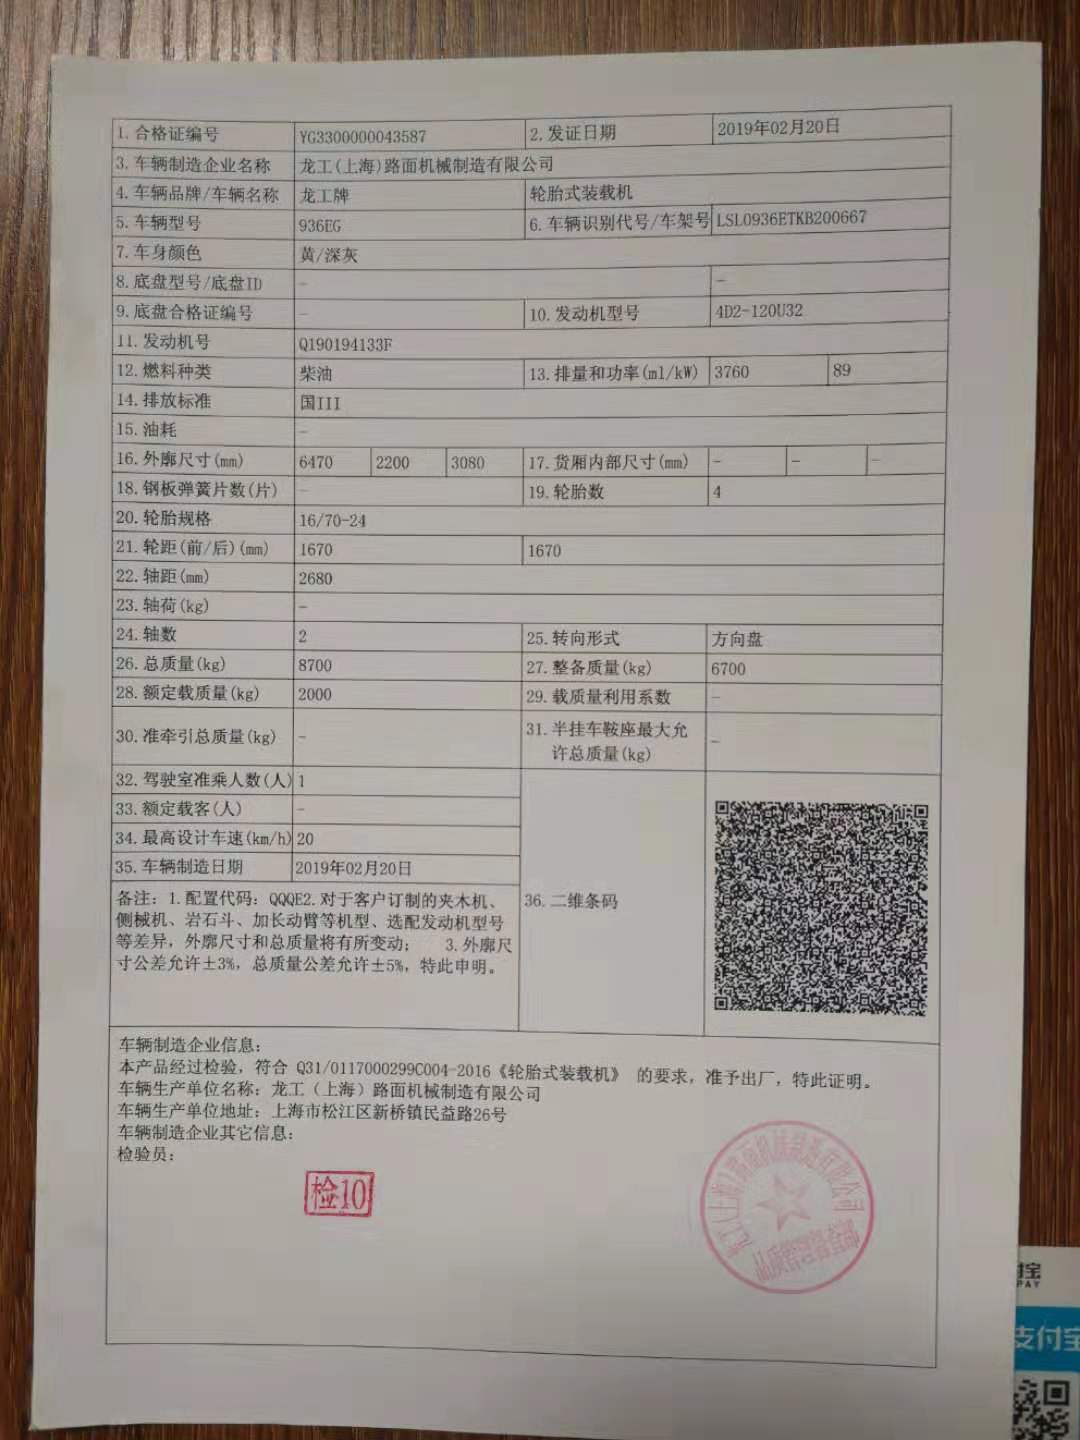 1.合格证编号 YG3300000043587 2.发证日期 2019年02月20日
3.车辆制造企业名称 龙工(上海)路面机械制造有限公司
4.车辆品牌/车辆名称 龙工牌 轮胎式装载机
5.车辆型号 936EG 6.车辆识别代号/车架号 LSL0936ETKB200667
7.车身颜色 黄/深灰
8.底盘型号/底盘ID - -
9.底盘合格证编号 - 10.发动机型号 4D2-120U32
11.发动机号 Q190194133F
12.燃料种类 柴油 13.排量和功率(ml/kW) 3760 89
14.排放标准 国III
15.油耗 -
16.外廓尺寸(mm) 6470 2200 3080 17.货厢内部尺寸(mm) - - -
18.钢板弹簧片数(片) - 19.轮胎数 4
20.轮胎规格 16/70-24
21.轮距(前/后)(mm) 1670 1670
22.轴距(mm) 2680
23.轴荷(kg) -
24.轴数 2 25.转向形式 方向盘
26.总质量(kg) 8700 27.整备质量(kg) 6700
28.额定载质量(kg) 2000 29.载质量利用系数 -
30.准牵引总质量(kg) - 31.半挂车鞍座最大允
许总质量(kg) -
32.驾驶室准乘人数(人) 1
33.额定载客(人) -
34.最高设计车速(km/h) 20
35.车辆制造日期 2019年02月20日
备注：1.配置代码：QQQE2.对于客户订制的夹木机、
侧械机、岩石斗、加长动臂等机型、选配发动机型号
等差异，外廓尺寸和总质量将有所变动； 3.外廓尺
寸公差允许±3%，总质量公差允许±5%，特此申明。
36.二维条码
车辆制造企业信息：
本产品经过检验，符合 Q31/0117000299C004-2016《轮胎式装载机》 的要求，准予出厂，特此证明。
车辆生产单位名称：龙工（上海）路面机械制造有限公司
车辆生产单位地址：上海市松江区新桥镇民益路26号
车辆制造企业其它信息：
检验员：
检10
龙工(上海)路面机械制造有限公司
支付宝